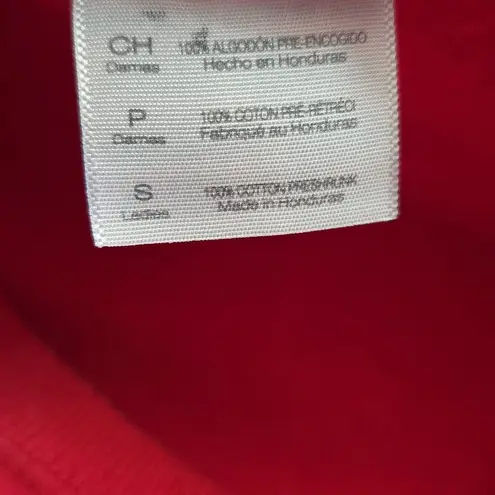 CH 100% ALGODÓN PRE-ENCOGIDO
Damas Hecho en Honduras
P 100% COTON PRÉ-RÉTRÉCI
Damas Fabriqué au Honduras
S 100% COTTON PRESHRUNK
Ladies Made in Honduras